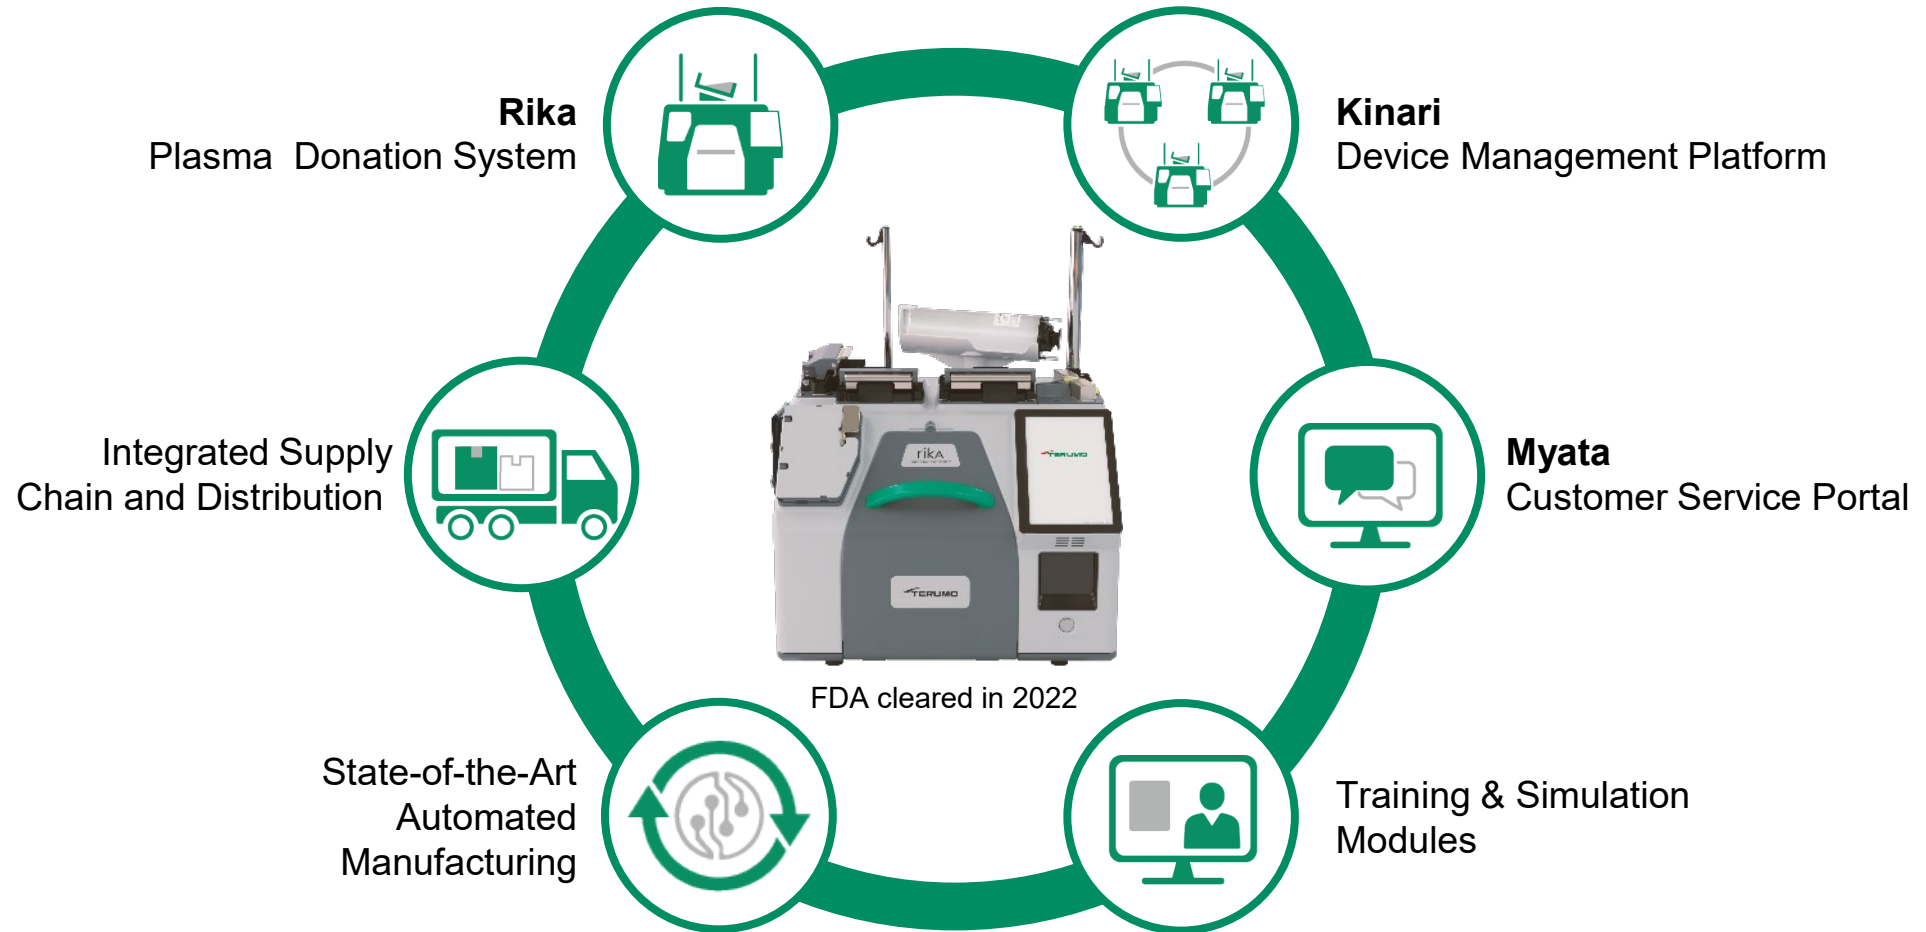 Rika
Plasma  Donation System
Kinari
Device Management Platform
Integrated Supply
Chain and Distribution
Myata
Customer Service Portal
rikA
TERUMO
TERUMO
FDA cleared in 2022
State-of-the-Art
Automated
Manufacturing
Training & Simulation
Modules